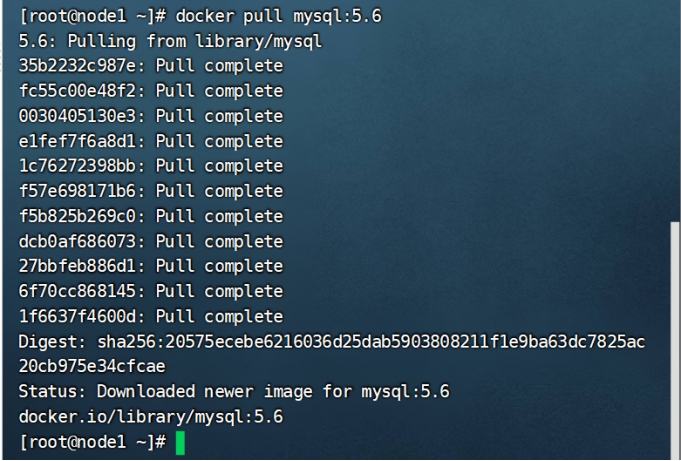 [root@node1 ~]# docker pull mysql:5.6
5.6: Pulling from library/mysql
35b2232c987e: Pull complete
fc55c00e48f2: Pull complete
0030405130e3: Pull complete
e1fef7f6a8d1: Pull complete
1c76272398bb: Pull complete
f57e698171b6: Pull complete
f5b825b269c0: Pull complete
dcb0af686073: Pull complete
27bbfeb886d1: Pull complete
6f70cc868145: Pull complete
1f6637f4600d: Pull complete
Digest: sha256:20575ecebe6216036d25dab5903808211f1e9ba63dc7825ac
20cb975e34cfcae
Status: Downloaded newer image for mysql:5.6
docker.io/library/mysql:5.6
[root@node1 ~]#